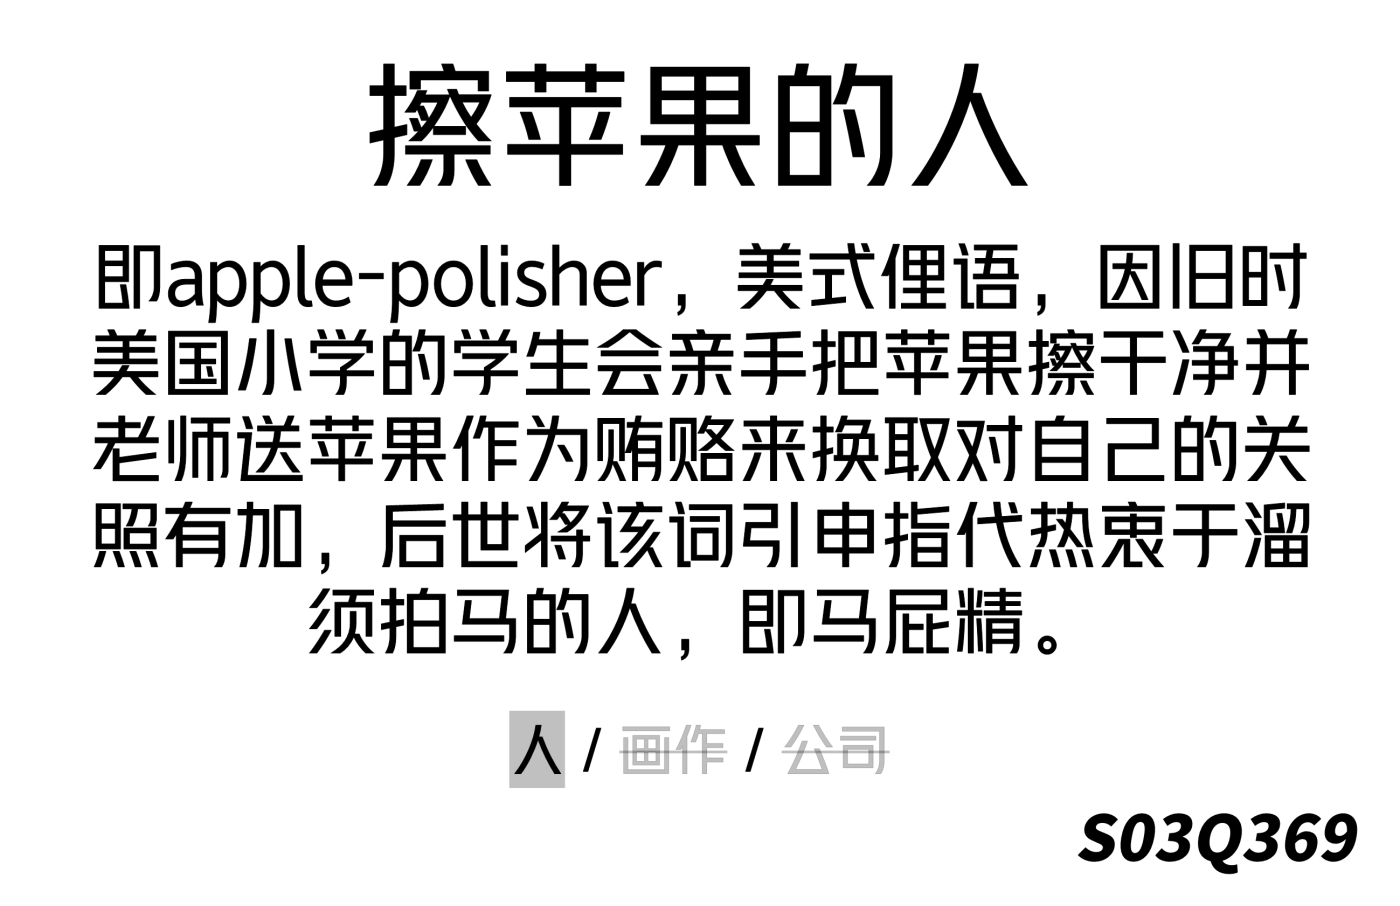 擦苹果的人
即apple-polisher，美式俚语，因旧时
美国小学的学生会亲手把苹果擦干净并
老师送苹果作为贿赂来换取对自己的关
照有加，后世将该词引申指代热衷于溜
须拍马的人，即马屁精。
人 / 画作 / 公司
S03Q369